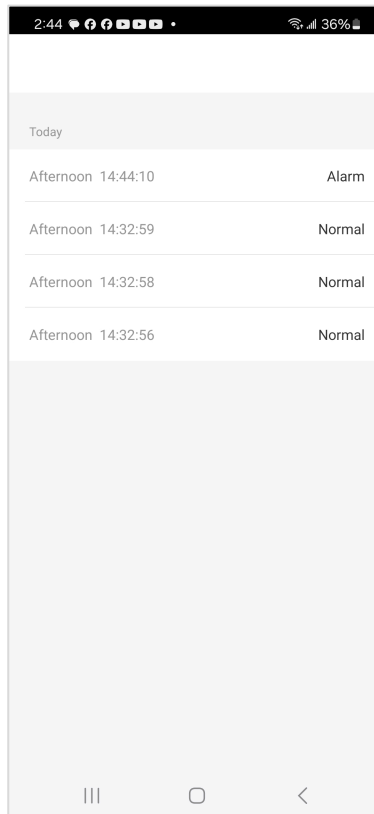 2:44 36%
Today
Afternoon 14:44:10 Alarm
Afternoon 14:32:59 Normal
Afternoon 14:32:58 Normal
Afternoon 14:32:56 Normal